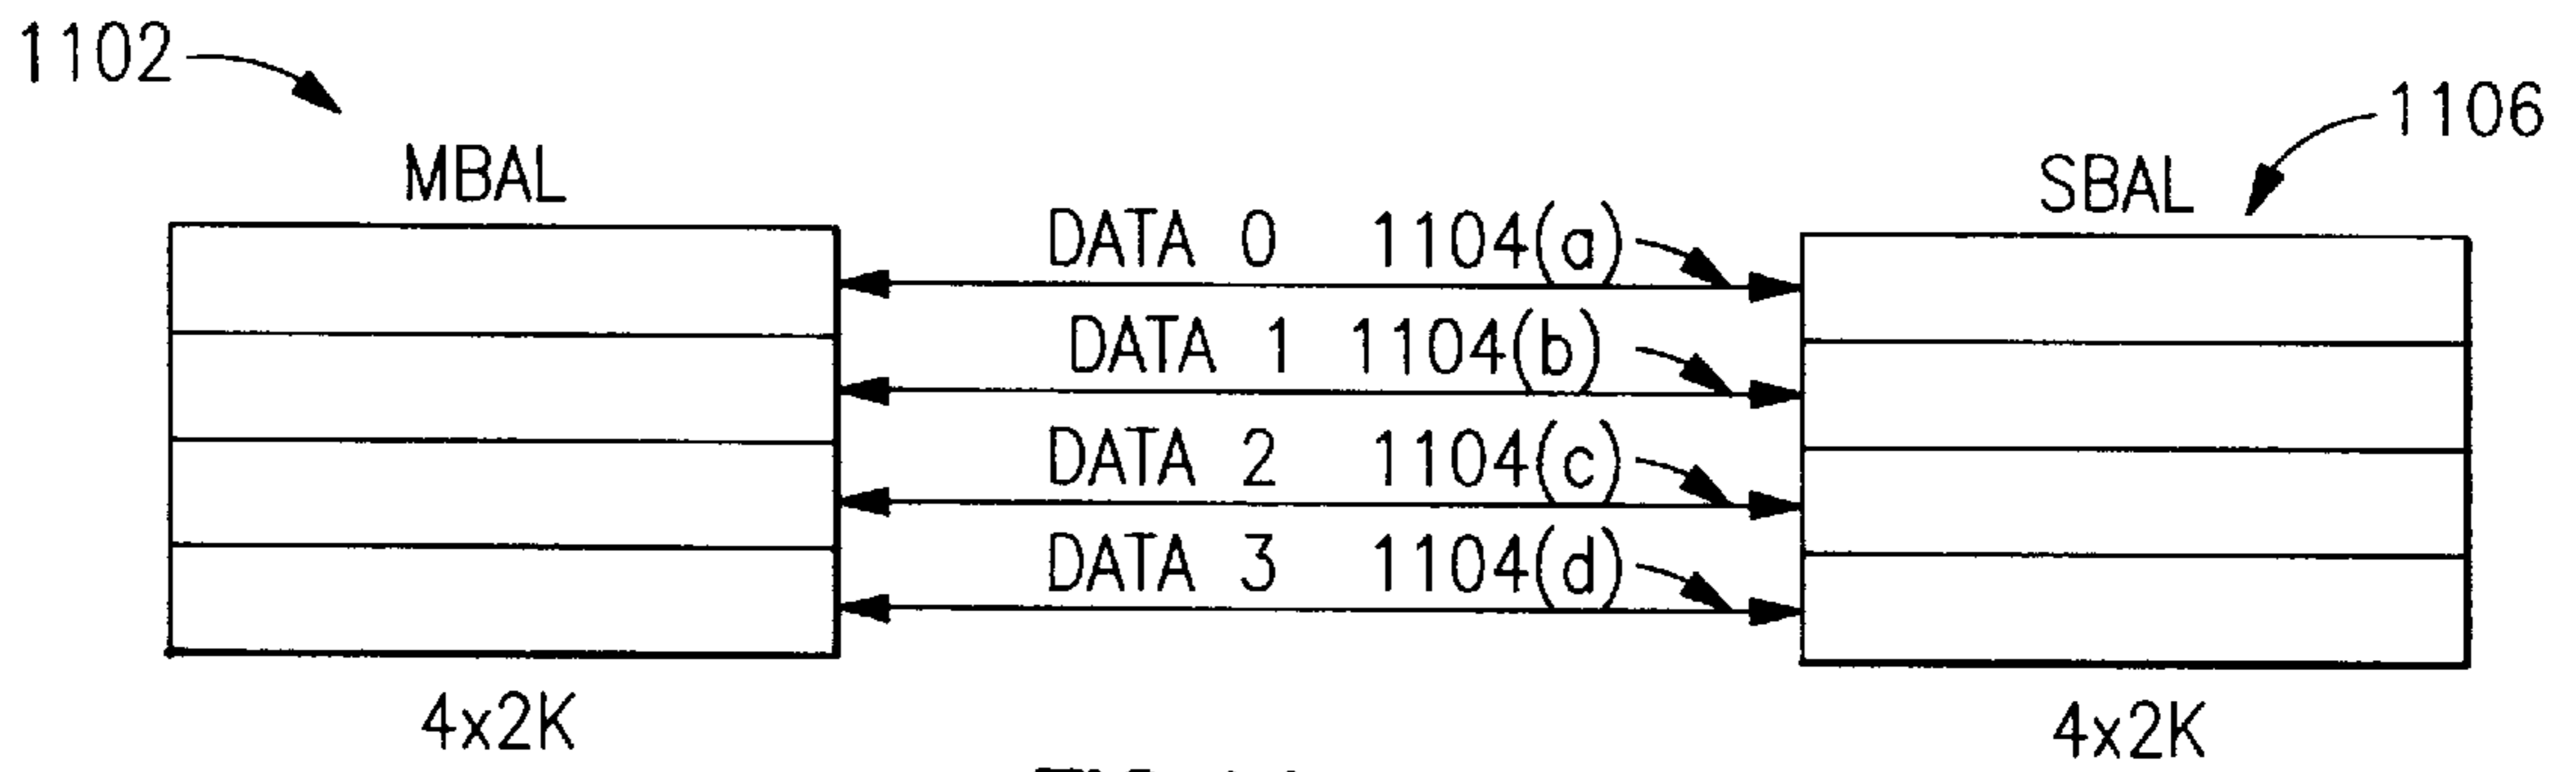 1102
1106
MBAL
SBAL
DATA 0 1104(a)
DATA 1 1104(b)
DATA 2 1104(c)
DATA 3 1104(d)
4x2K
4x2K